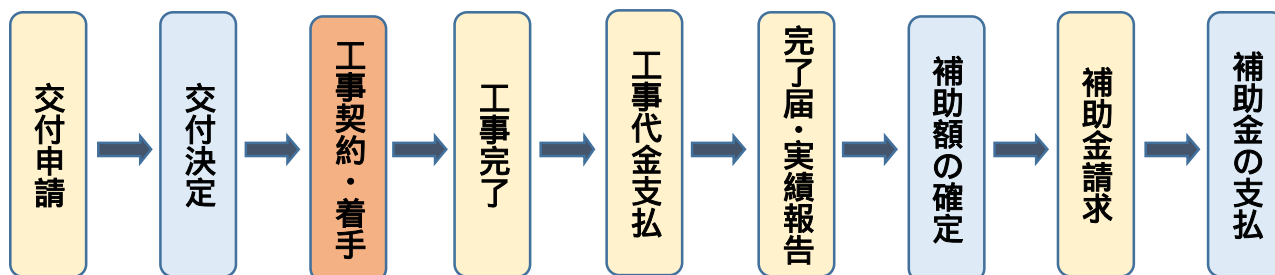 交付申請
交付決定
工事契約・着手
工事完了
工事代金支払
完了届・実績報告
補助額の確定
補助金請求
補助金の支払